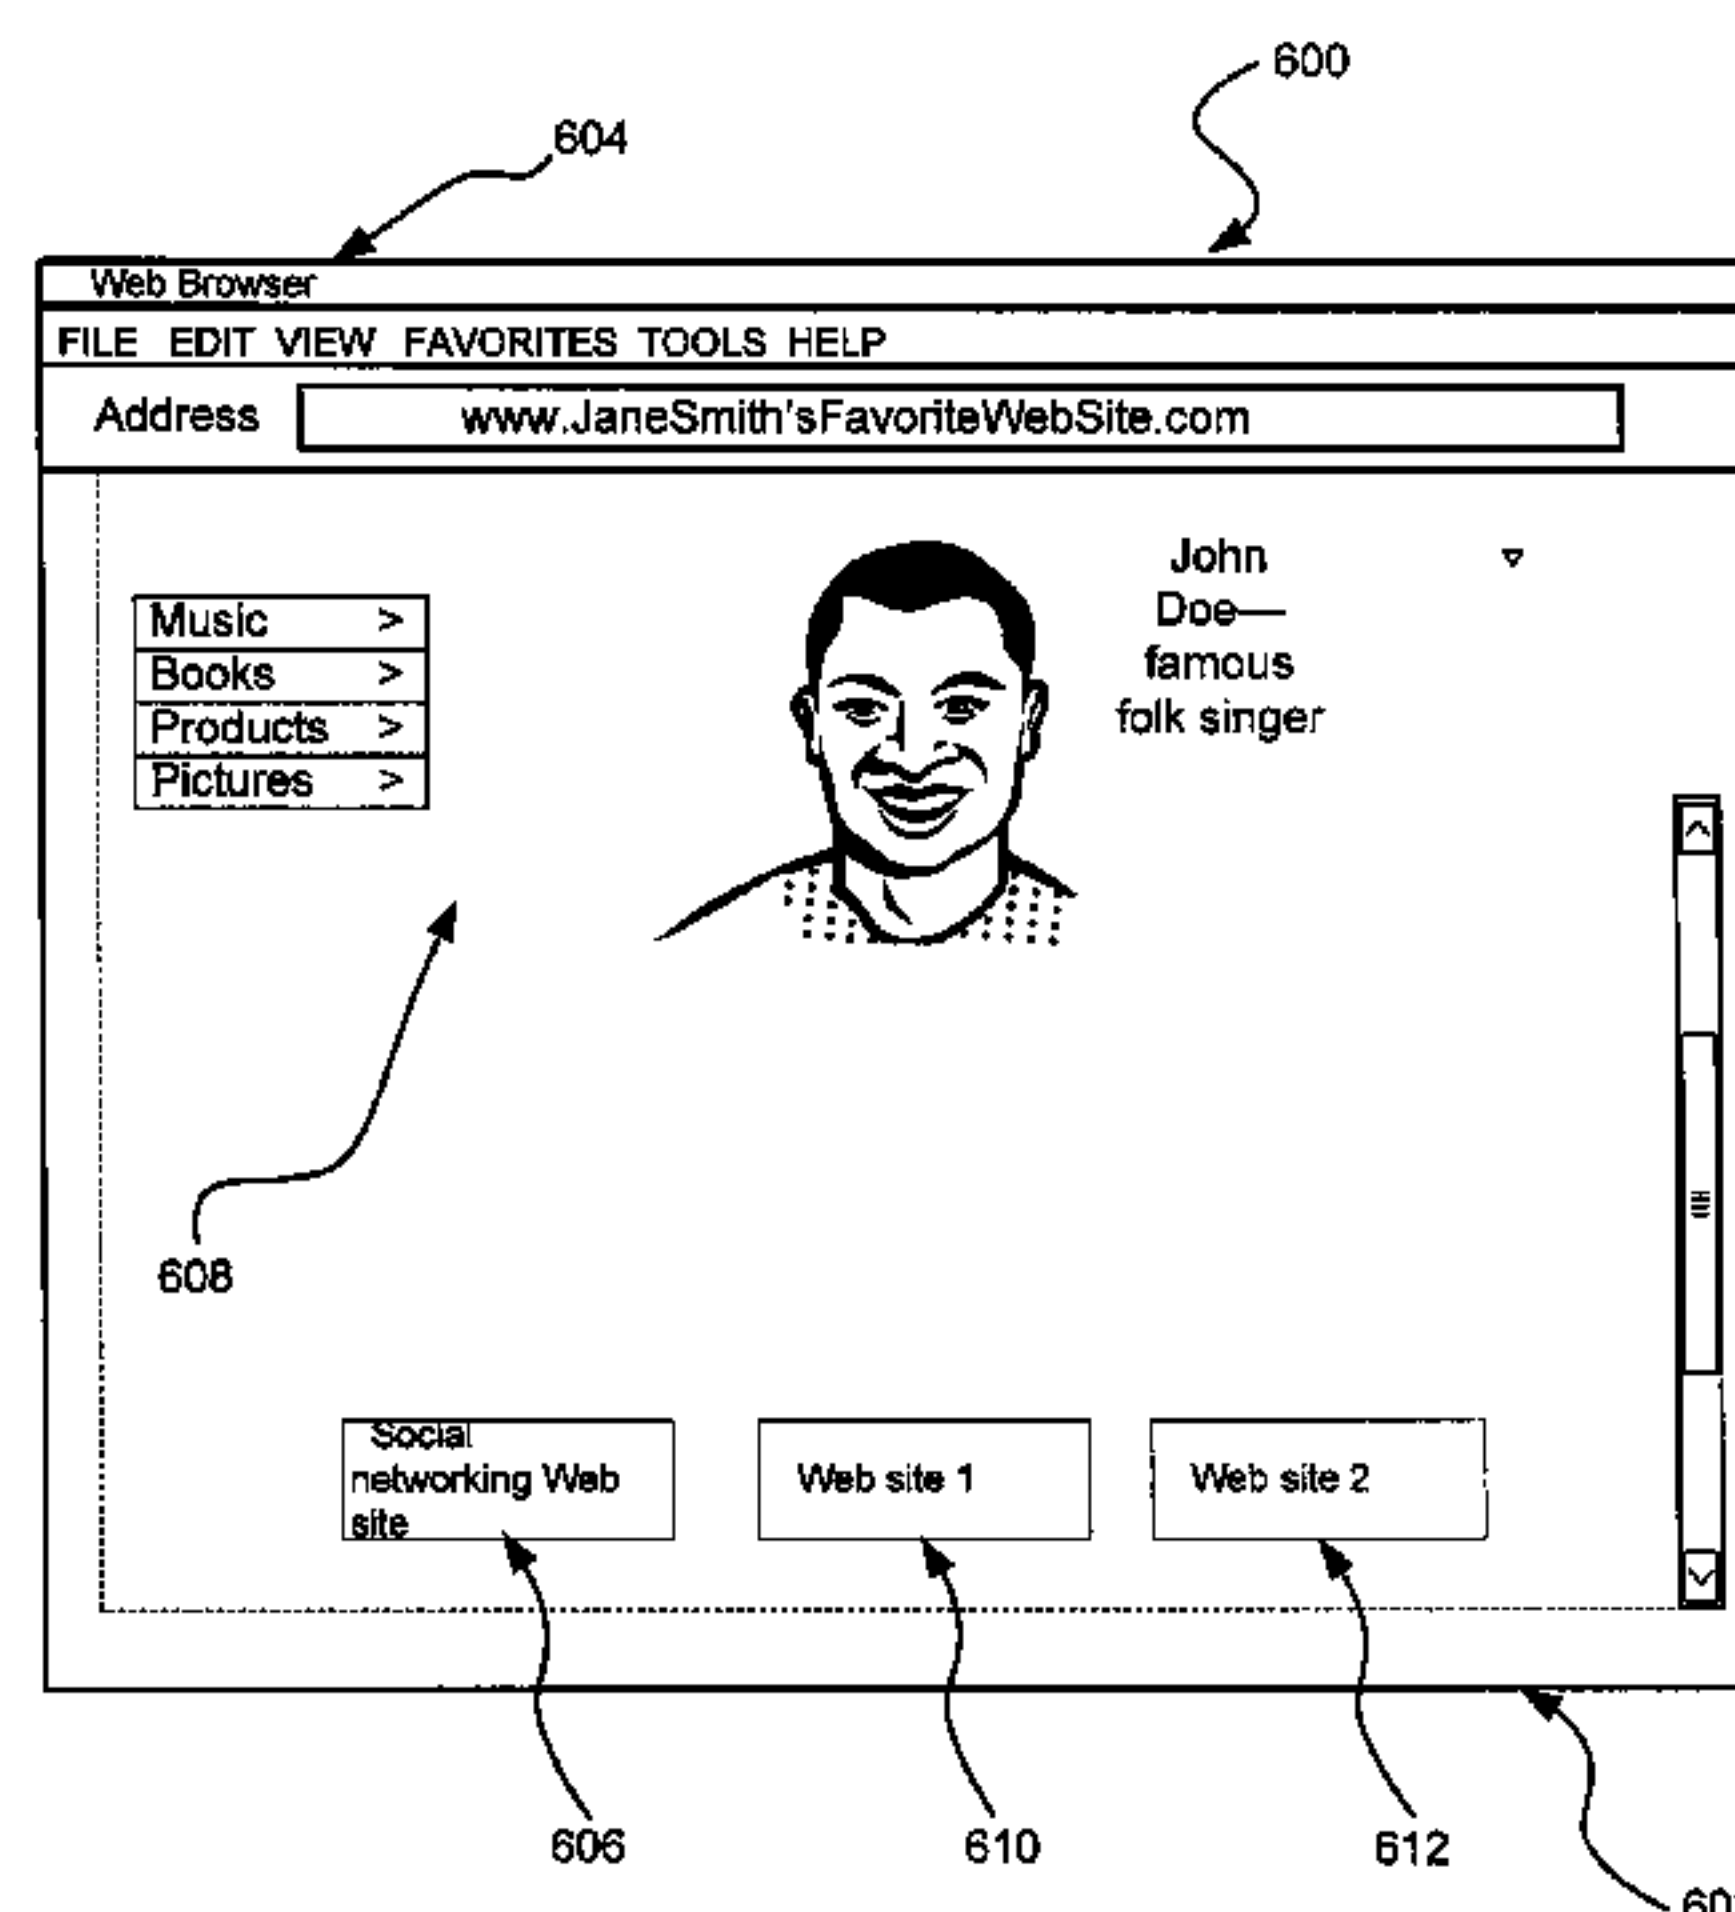 600
604
Web Browser
FILE EDIT VIEW FAVORITES TOOLS HELP
Address www.JaneSmith'sFavoriteWebSite.com
John
Doe—
famous
folk singer
Music >
Books >
Products >
Pictures >
608
Social
networking Web
site
Web site 1
Web site 2
606
610
612